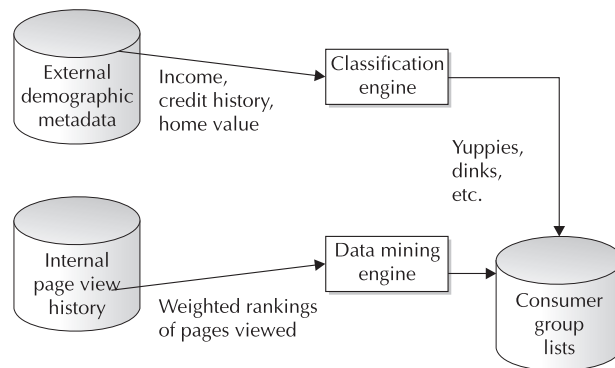 External
demographic
metadata
Income,
credit history,
home value
Classification
engine
Yuppies,
dinks,
etc.
Internal
page view
history
Weighted rankings
of pages viewed
Data mining
engine
Consumer
group
lists